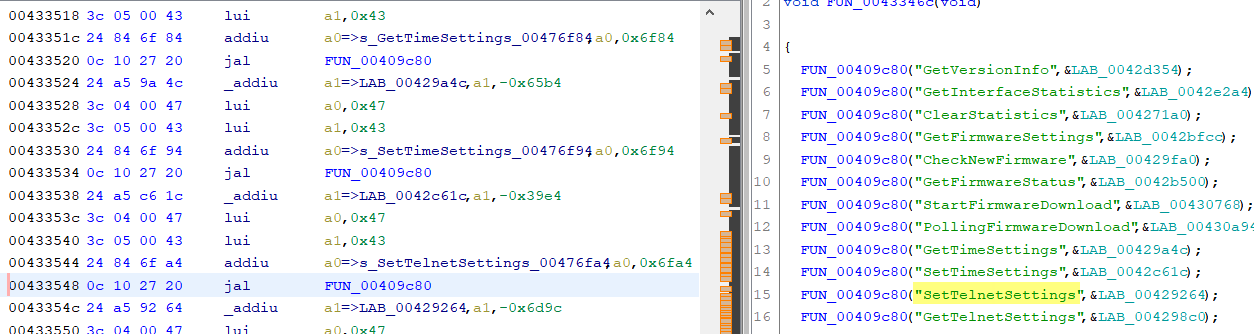 00433518 3c 05 00 43 lui a1,0x43
0043351c 24 84 6f 84 addiu a0=>s_GetTimeSettings_00476f84,a0,0x6f84
00433520 0c 10 27 20 jal FUN_00409c80
00433524 24 a5 9a 4c _addiu a1=>LAB_00429a4c,a1,-0x65b4
00433528 3c 04 00 47 lui a0,0x47
0043352c 3c 05 00 43 lui a1,0x43
00433530 24 84 6f 94 addiu a0=>s_SetTimeSettings_00476f94,a0,0x6f94
00433534 0c 10 27 20 jal FUN_00409c80
00433538 24 a5 c6 1c _addiu a1=>LAB_0042c61c,a1,-0x39e4
0043353c 3c 04 00 47 lui a0,0x47
00433540 3c 05 00 43 lui a1,0x43
00433544 24 84 6f a4 addiu a0=>s_SetTelnetSettings_00476fa4,a0,0x6fa4
00433548 0c 10 27 20 jal FUN_00409c80
0043354c 24 a5 92 64 _addiu a1=>LAB_00429264,a1,-0x6d9c
00433550 3c 04 00 47 lui a0,0x47
2 void FUN_0043346c(void)
3
4 {
5 FUN_00409c80("GetVersionInfo",&LAB_0042d354);
6 FUN_00409c80("GetInterfaceStatistics",&LAB_0042e2a4)
7 FUN_00409c80("ClearStatistics",&LAB_004271a0);
8 FUN_00409c80("GetFirmwareSettings",&LAB_0042bfcc);
9 FUN_00409c80("CheckNewFirmware",&LAB_00429fa0);
10 FUN_00409c80("GetFirmwareStatus",&LAB_0042b500);
11 FUN_00409c80("StartFirmwareDownload",&LAB_00430768);
12 FUN_00409c80("PollingFirmwareDownload",&LAB_00430a94
13 FUN_00409c80("GetTimeSettings",&LAB_00429a4c);
14 FUN_00409c80("SetTimeSettings",&LAB_0042c61c);
15 FUN_00409c80("SetTelnetSettings",&LAB_00429264);
16 FUN_00409c80("GetTelnetSettings",&LAB_004298c0);